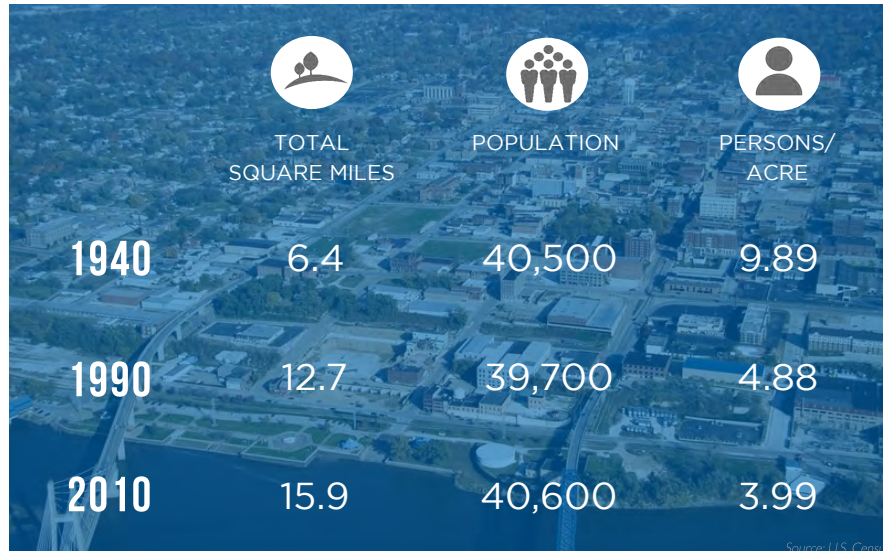 TOTAL
SQUARE MILES
POPULATION
PERSONS/
ACRE
1940 6.4 40,500 9.89
1990 12.7 39,700 4.88
2010 15.9 40,600 3.99
Source: U.S.